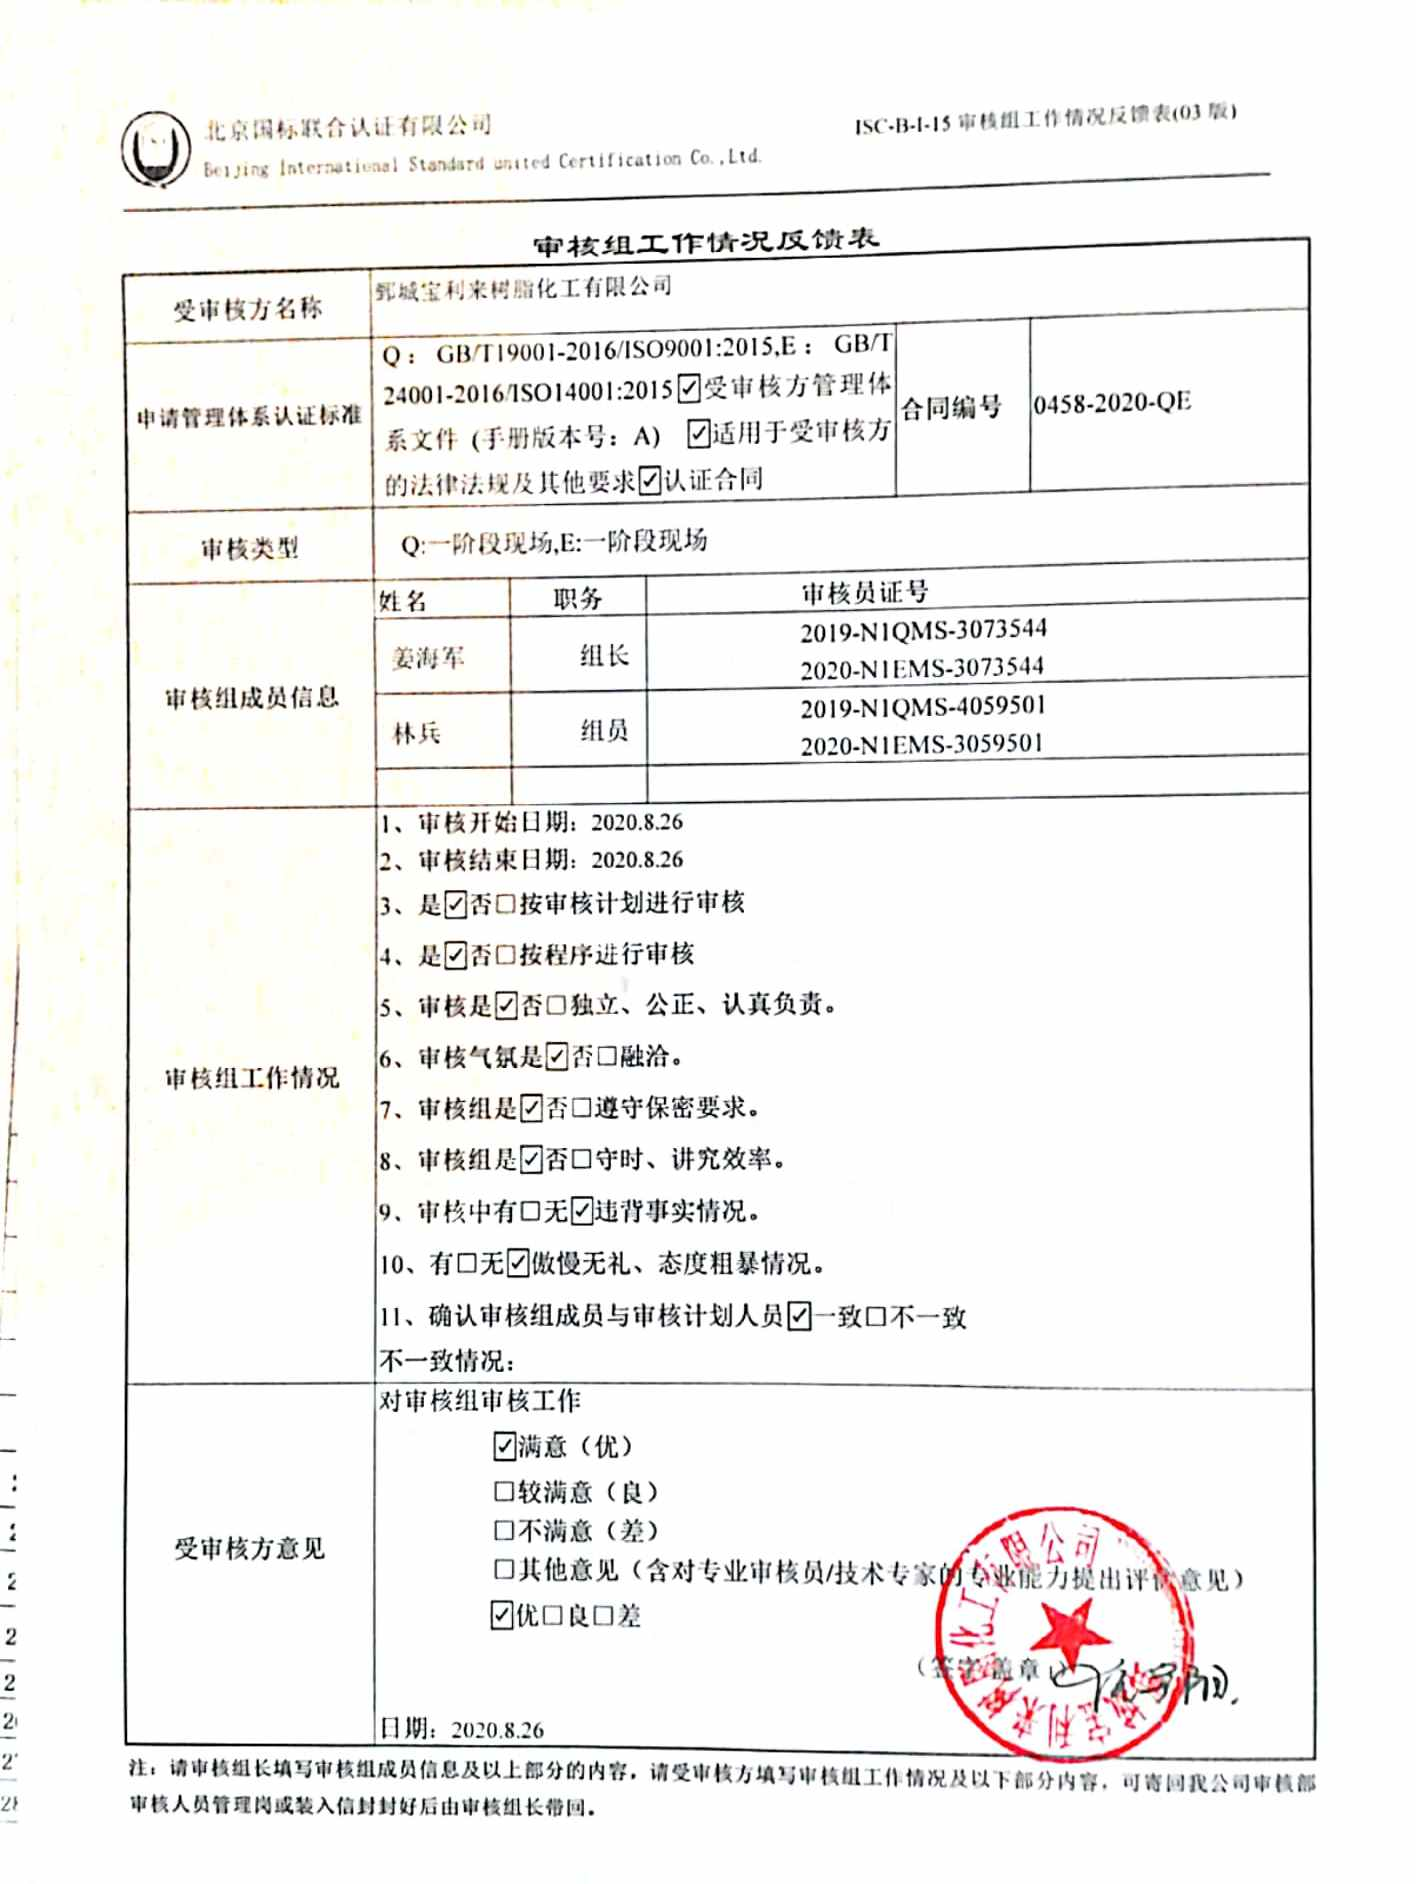 北京国标联合认证有限公司
Beijing International Standard united Certification Co.,Ltd.
ISC-B-I-15 审核组工作情况反馈表(03 版)
审核组工作情况反馈表
受审核方名称
鄄城宝利来树脂化工有限公司
申请管理体系认证标准
Q： GB/T19001-2016/ISO9001:2015,E： GB/T
24001-2016/ISO14001:2015☑受审核方管理体
系文件（手册版本号：A） ☑适用于受审核方
的法律法规及其他要求☑认证合同
合同编号
0458-2020-QE
审核类型
Q:一阶段现场,E:一阶段现场
审核组成员信息
姓名 职务 审核员证号
姜海军 组长 2019-N1QMS-3073544
2020-N1EMS-3073544
林兵 组员 2019-N1QMS-4059501
2020-N1EMS-3059501
审核组工作情况
1、审核开始日期：2020.8.26
2、审核结束日期：2020.8.26
3、是☑否□按审核计划进行审核
4、是☑否□按程序进行审核
5、审核是☑否□独立、公正、认真负责。
6、审核气氛是☑否□融洽。
7、审核组是☑否□遵守保密要求。
8、审核组是☑否□守时、讲究效率。
9、审核中有□无☑违背事实情况。
10、有□无☑傲慢无礼、态度粗暴情况。
11、确认审核组成员与审核计划人员☑一致□不一致
不一致情况：
受审核方意见
对审核组审核工作
☑满意（优）
□较满意（良）
□不满意（差）
□其他意见（含对专业审核员/技术专家的专业能力提出评价意见）
☑优□良□差
（签字 盖章）
日期：2020.8.26
注：请审核组长填写审核组成员信息及以上部分的内容，请受审核方填写审核组工作情况及以下部分内容，可寄回我公司审核部
审核人员管理岗或装入信封封好后由审核组长带回。